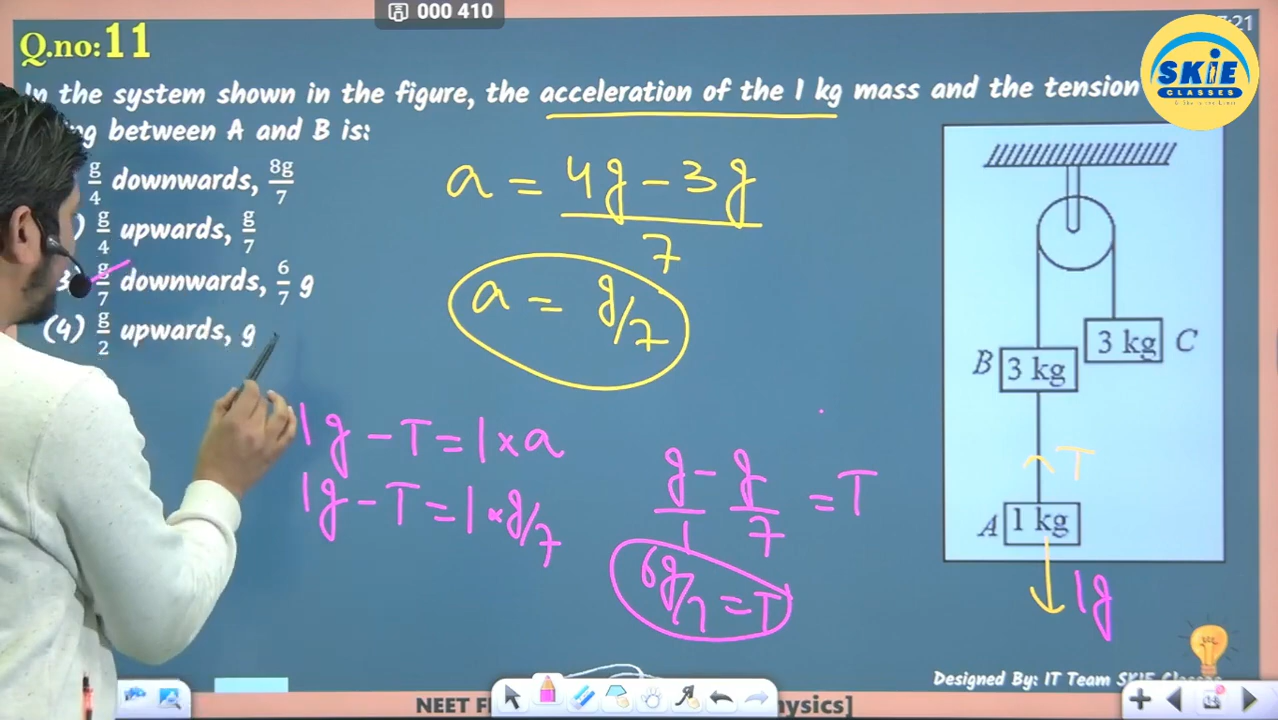 000 410
:21
Q.no:11
SKIE
CLASSES
In the system shown in the figure, the acceleration of the 1 kg mass and the tension
between A and B is:
g/4 downwards, 8g/7
) g/4 upwards, g/7
3 g/7 downwards, 6/7 g
(4) g/2 upwards, g
a = 4g - 3g / 7
a = g/7
1g - T = 1 × a
1g - T = 1 × g/7
g/1 - g/7 = T
6g/7 = T
B 3 kg
3 kg C
T
A 1 kg
1g
Designed By: IT Team SKIE Classes
NEET F
ysics]